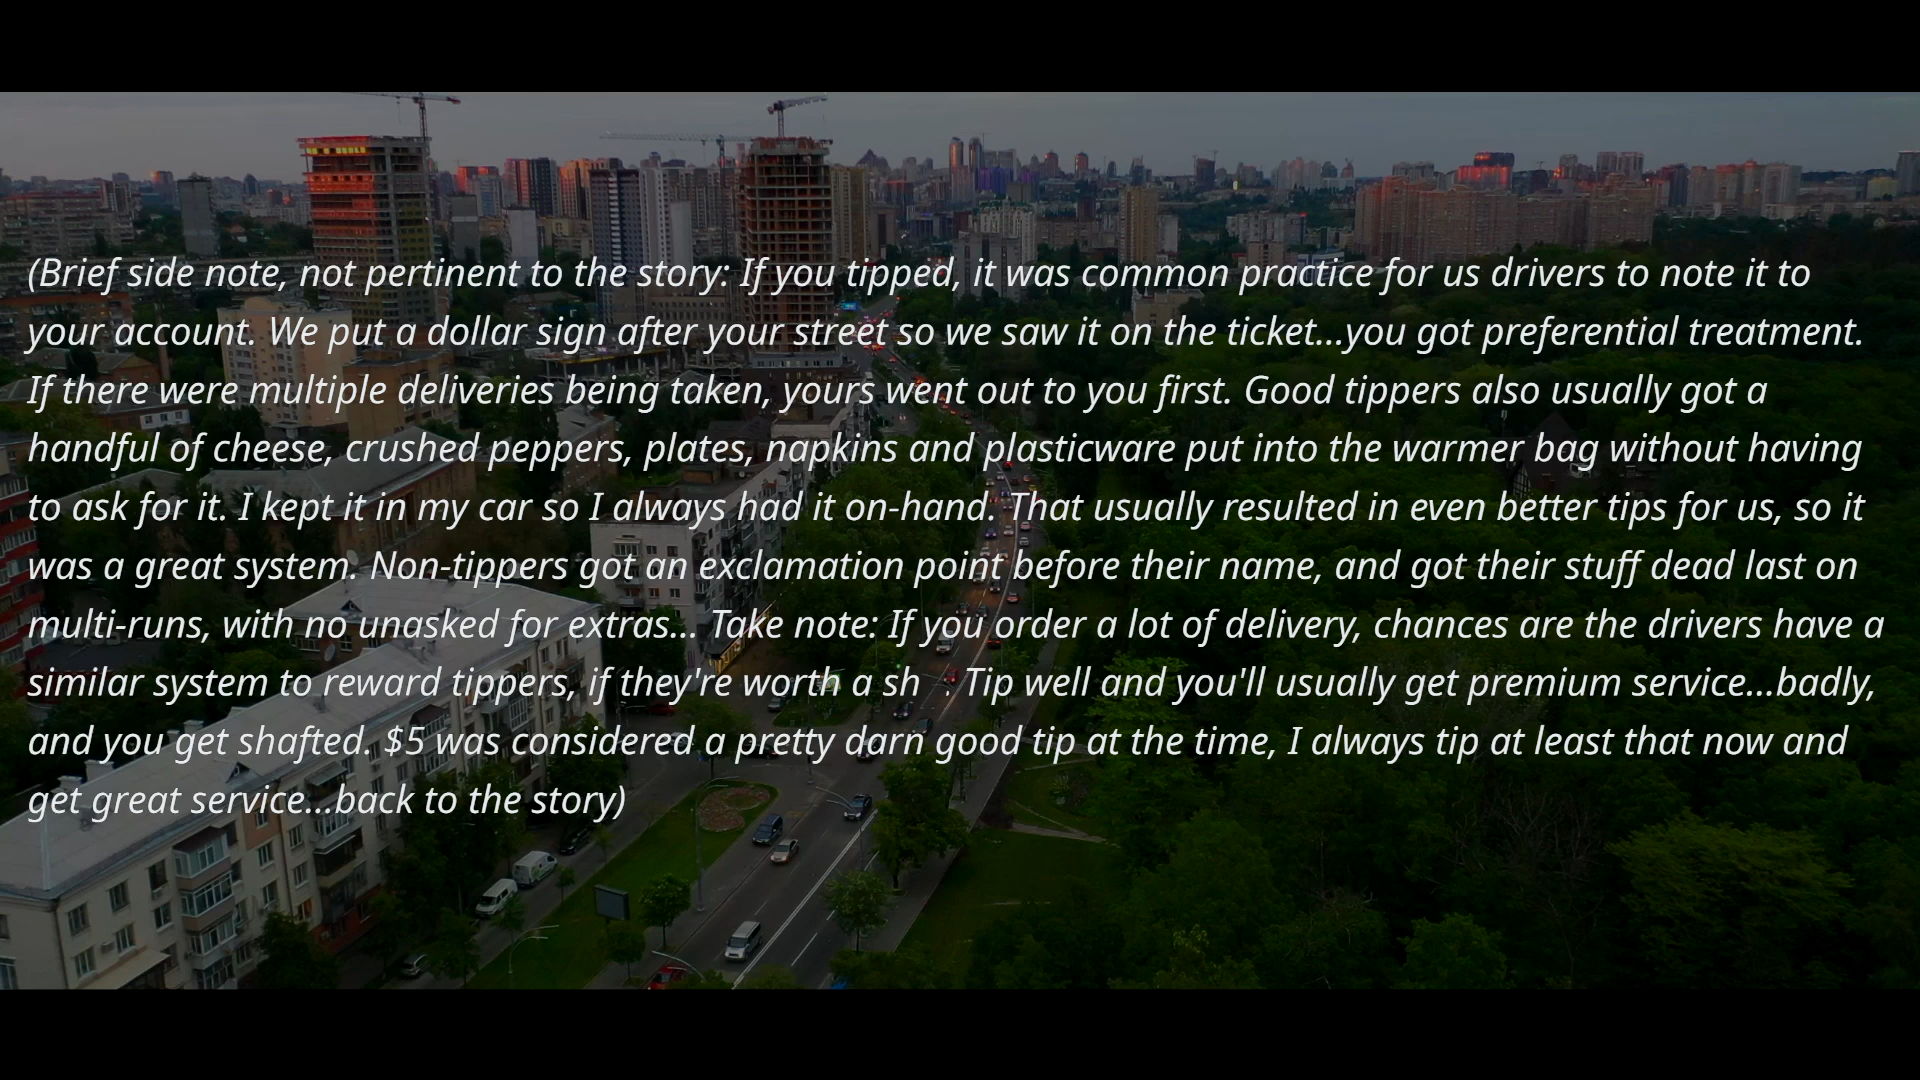 (Brief side note, not pertinent to the story: If you tipped, it was common practice for us drivers to note it to
your account. We put a dollar sign after your street so we saw it on the ticket...you got preferential treatment.
If there were multiple deliveries being taken, yours went out to you first. Good tippers also usually got a
handful of cheese, crushed peppers, plates, napkins and plasticware put into the warmer bag without having
to ask for it. I kept it in my car so I always had it on-hand. That usually resulted in even better tips for us, so it
was a great system. Non-tippers got an exclamation point before their name, and got their stuff dead last on
multi-runs, with no unasked for extras... Take note: If you order a lot of delivery, chances are the drivers have a
similar system to reward tippers, if they're worth a sh  . Tip well and you'll usually get premium service...badly,
and you get shafted. $5 was considered a pretty darn good tip at the time, I always tip at least that now and
get great service...back to the story)